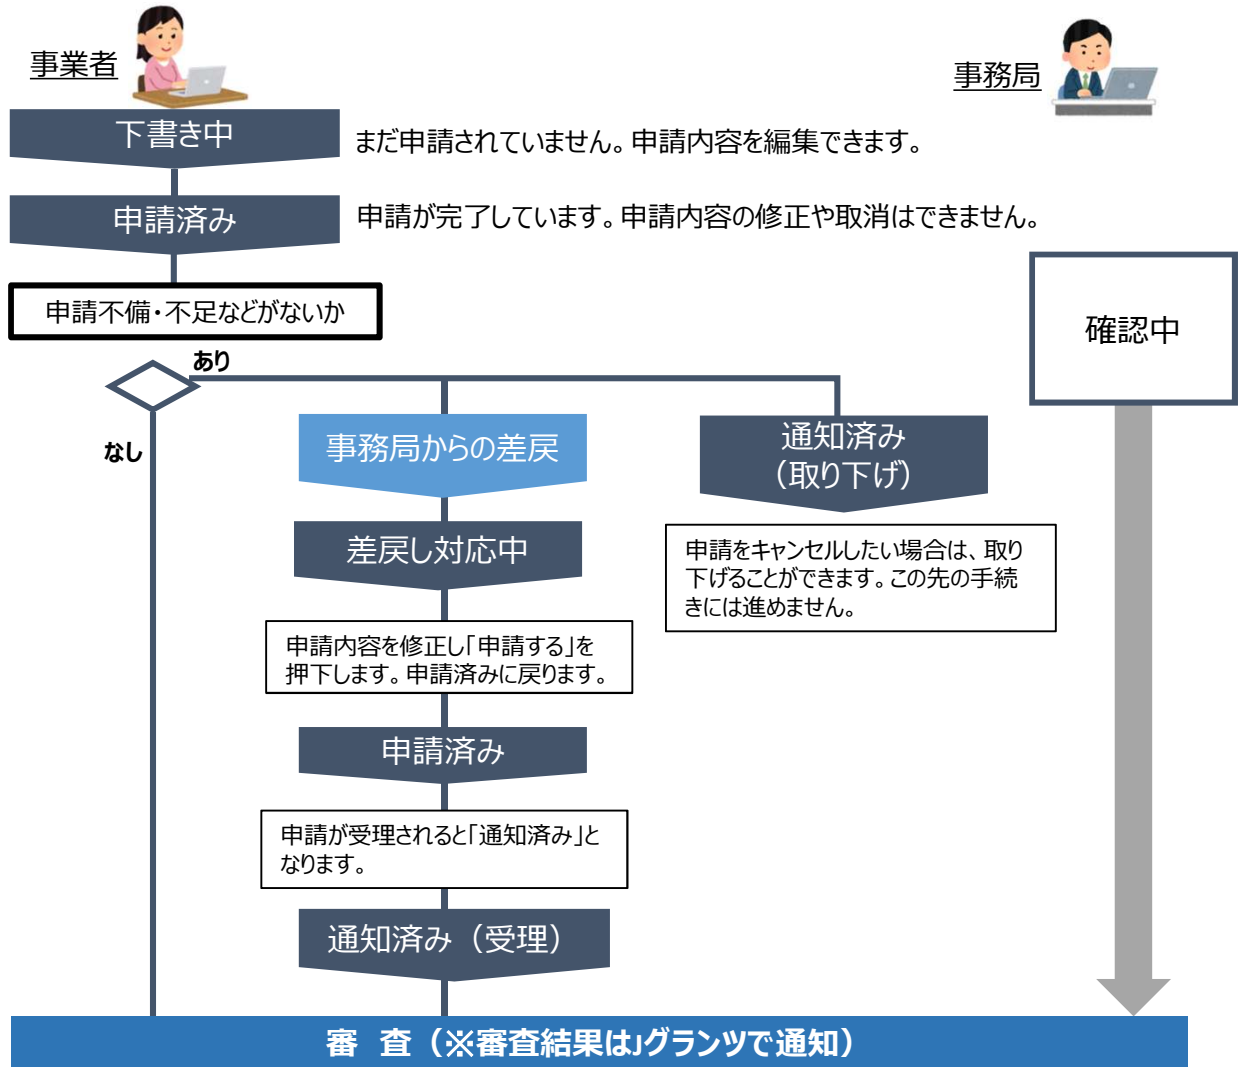 事業者
事務局
下書き中
まだ申請されていません。申請内容を編集できます。
申請済み
申請が完了しています。申請内容の修正や取消はできません。
申請不備・不足などがないか
確認中
あり
なし
事務局からの差戻
通知済み
（取り下げ）
差戻し対応中
申請をキャンセルしたい場合は、取り
下げることができます。この先の手続
きには進めません。
申請内容を修正し「申請する」を
押下します。申請済みに戻ります。
申請済み
申請が受理されると「通知済み」と
なります。
通知済み（受理）
審 査（※審査結果はJグランツで通知）